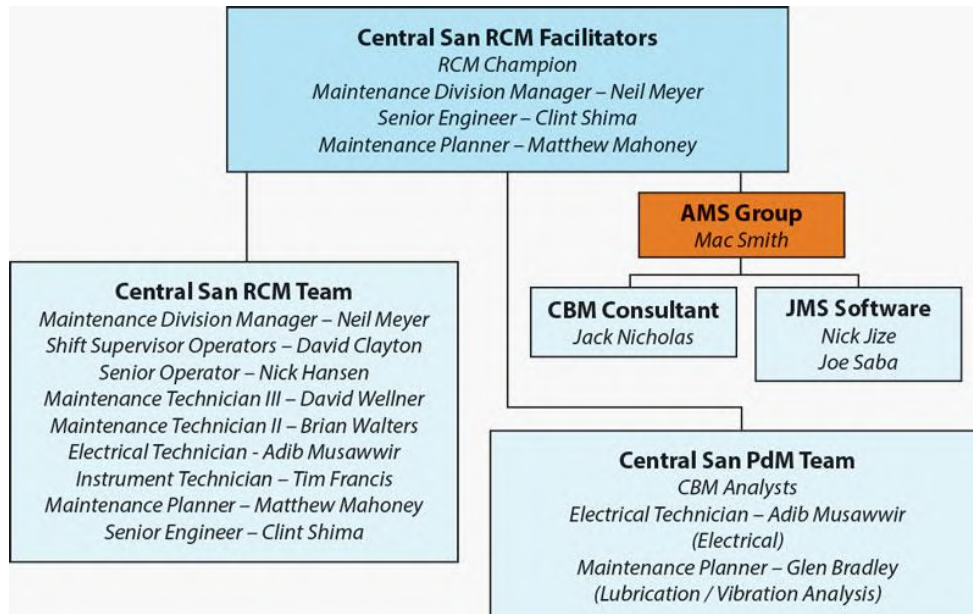 Central San RCM Facilitators
RCM Champion
Maintenance Division Manager – Neil Meyer
Senior Engineer – Clint Shima
Maintenance Planner – Matthew Mahoney
AMS Group
Mac Smith
CBM Consultant
Jack Nicholas
JMS Software
Nick Jize
Joe Saba
Central San RCM Team
Maintenance Division Manager – Neil Meyer
Shift Supervisor Operators – David Clayton
Senior Operator – Nick Hansen
Maintenance Technician III – David Wellner
Maintenance Technician II – Brian Walters
Electrical Technician - Adib Musawwir
Instrument Technician – Tim Francis
Maintenance Planner – Matthew Mahoney
Senior Engineer – Clint Shima
Central San PdM Team
CBM Analysts
Electrical Technician – Adib Musawwir
(Electrical)
Maintenance Planner – Glen Bradley
(Lubrication / Vibration Analysis)